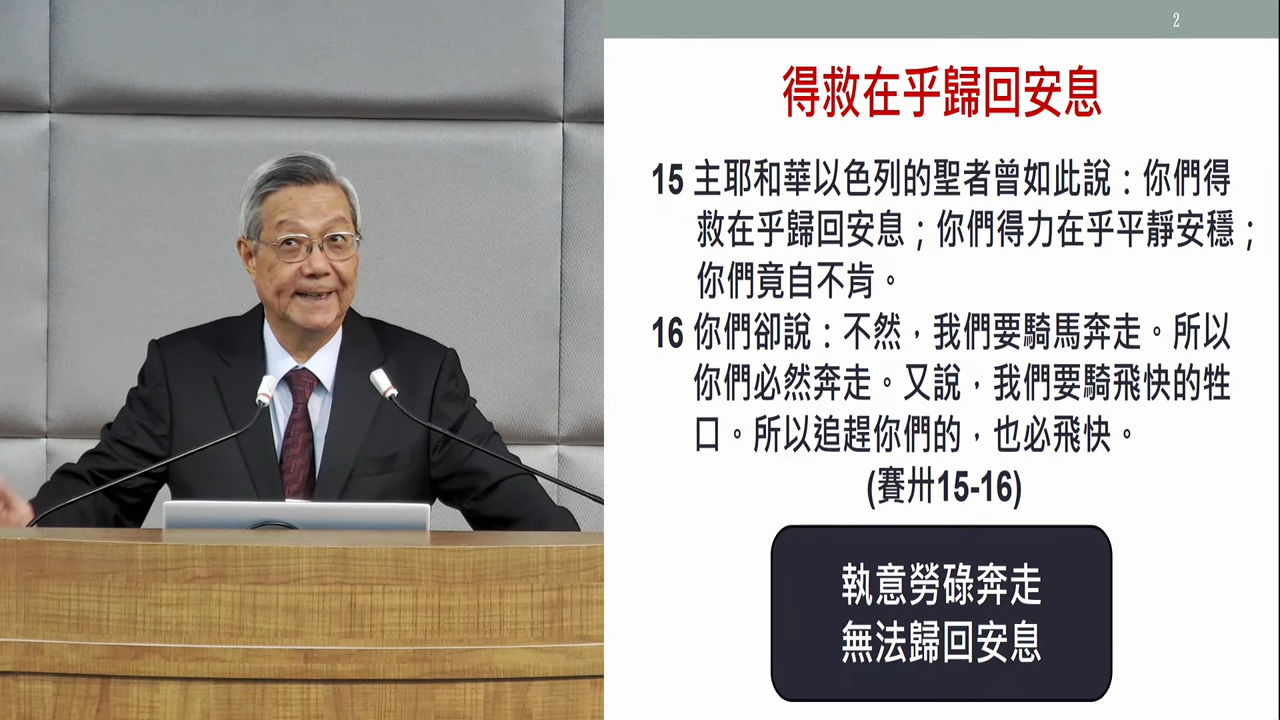 2
得救在乎歸回安息
15 主耶和華以色列的聖者曾如此說：你們得
救在乎歸回安息；你們得力在乎平靜安穩；
你們竟自不肯。
16 你們卻說：不然，我們要騎馬奔走。所以
你們必然奔走。又說，我們要騎飛快的牲
口。所以追趕你們的，也必飛快。
(賽卅15-16)
執意勞碌奔走
無法歸回安息